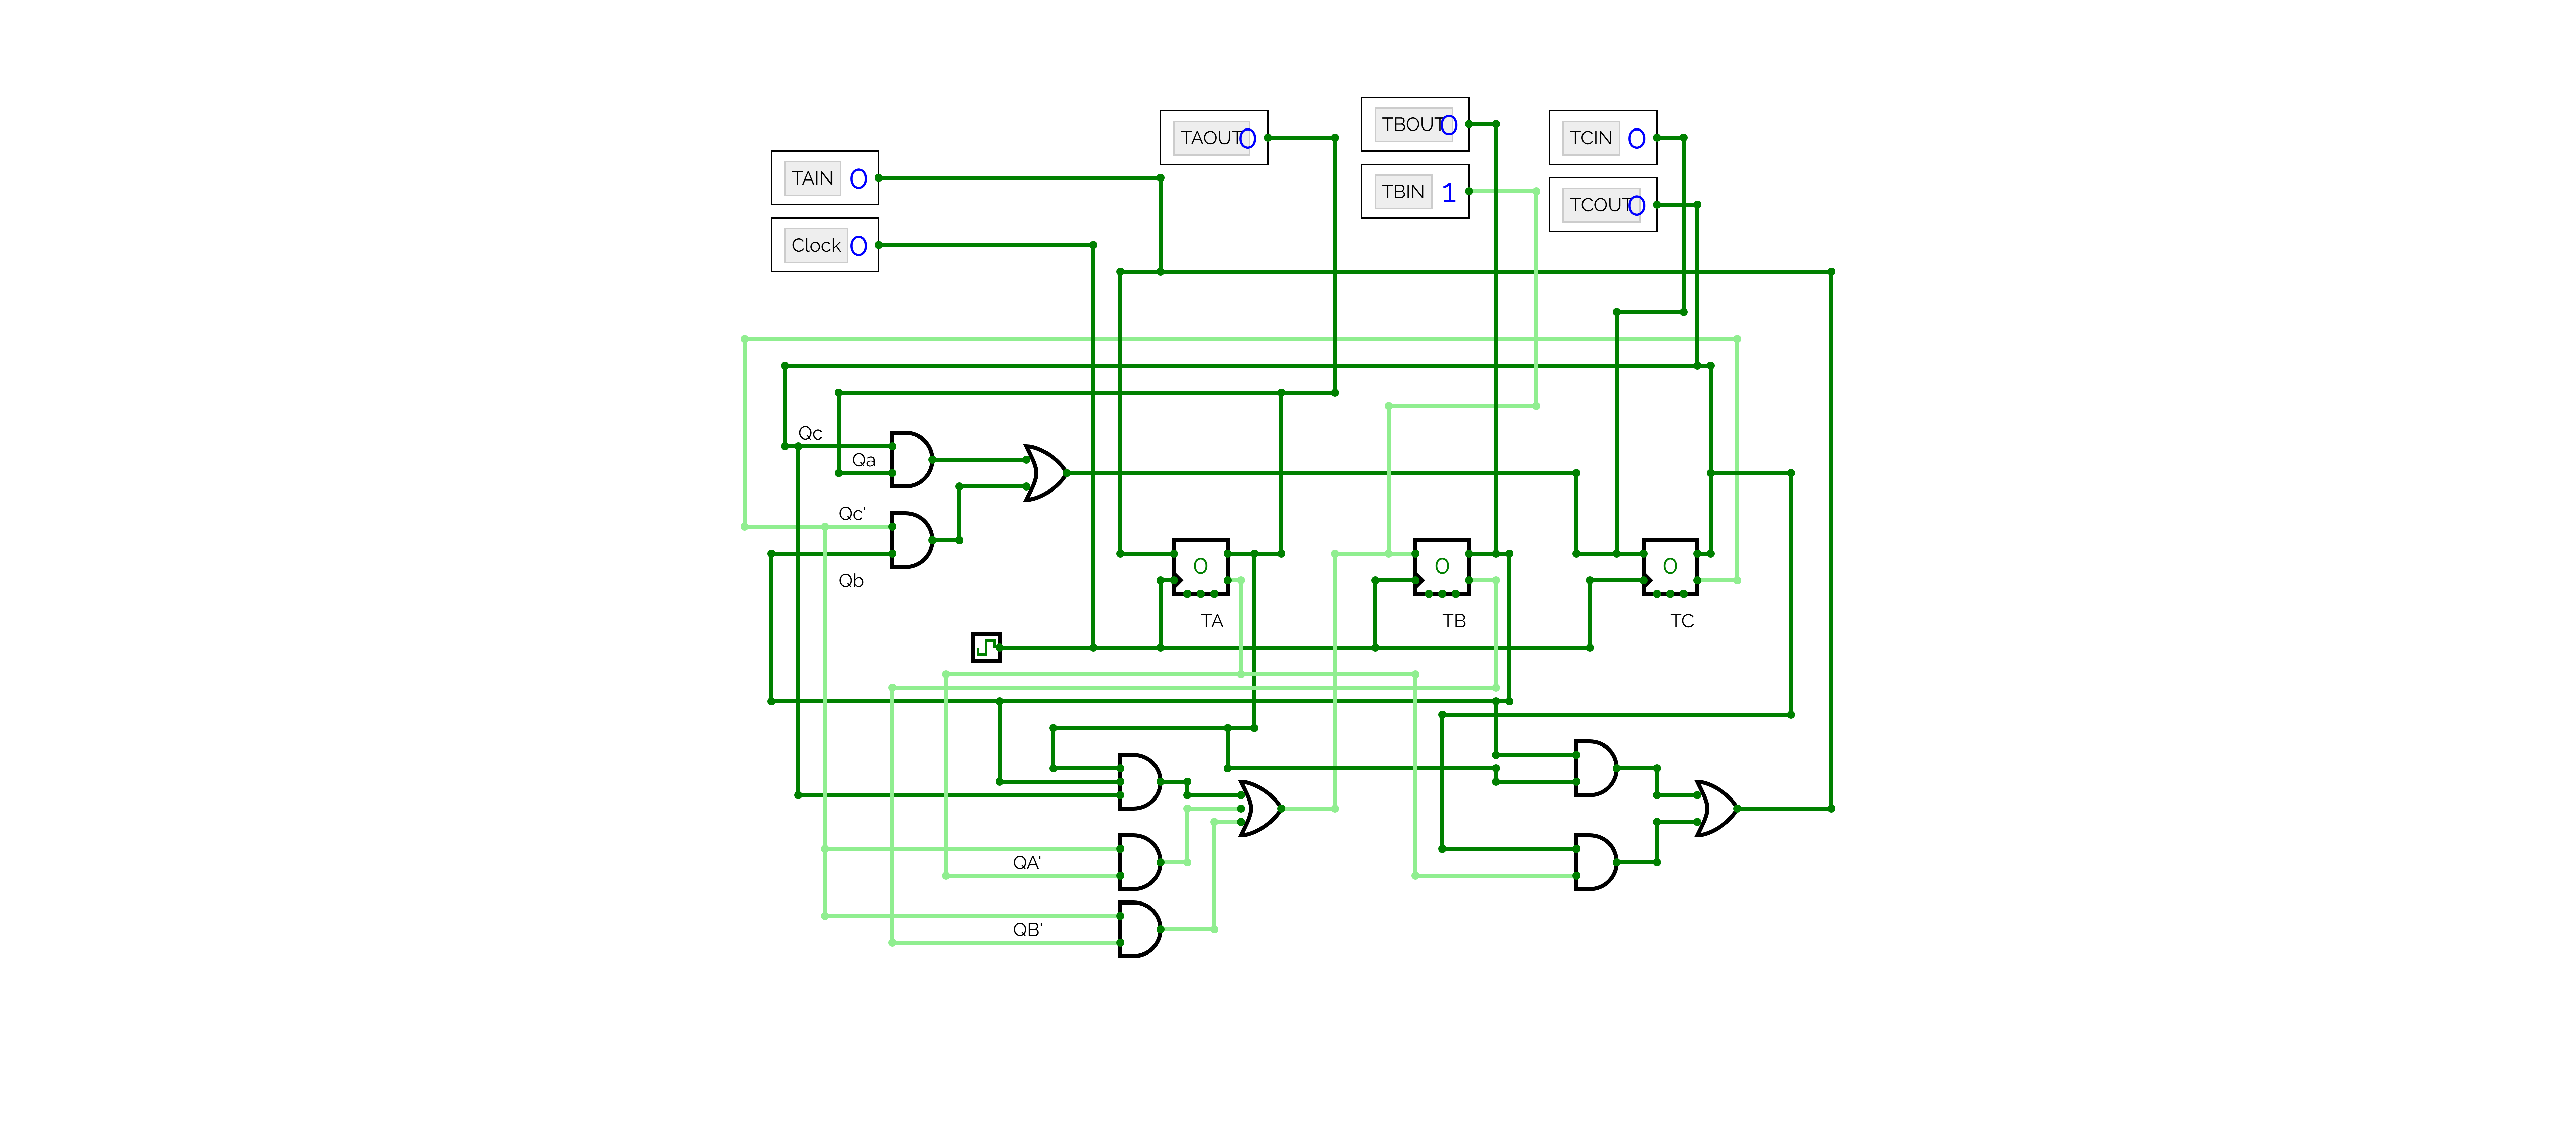 TAOUT 0
TBOUT 0
TCIN 0
TAIN 0
TBIN 1
TCOUT 0
Clock 0
Qc
Qa
Qc'
Qb
0
0
0
TA
TB
TC
QA'
QB'